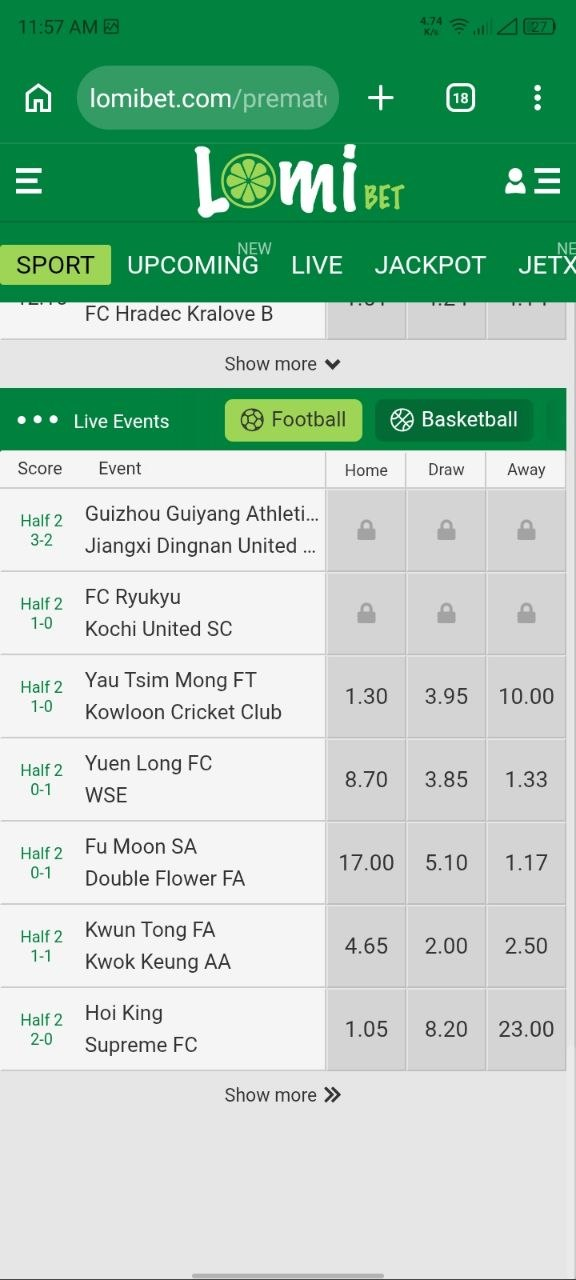 11:57 AM
4.74
K/s
27
lomibet.com/premat
18
Lomi BET
SPORT
UPCOMING
NEW
LIVE
JACKPOT
JETX
NE
FC Hradec Kralove B
Show more
Live Events
Football
Basketball
Score Event Home Draw Away
Half 2 Guizhou Guiyang Athleti...
3-2 Jiangxi Dingnan United ...
Half 2 FC Ryukyu
1-0 Kochi United SC
Half 2 Yau Tsim Mong FT
1-0 Kowloon Cricket Club
1.30 3.95 10.00
Half 2 Yuen Long FC
0-1 WSE
8.70 3.85 1.33
Half 2 Fu Moon SA
0-1 Double Flower FA
17.00 5.10 1.17
Half 2 Kwun Tong FA
1-1 Kwok Keung AA
4.65 2.00 2.50
Half 2 Hoi King
2-0 Supreme FC
1.05 8.20 23.00
Show more